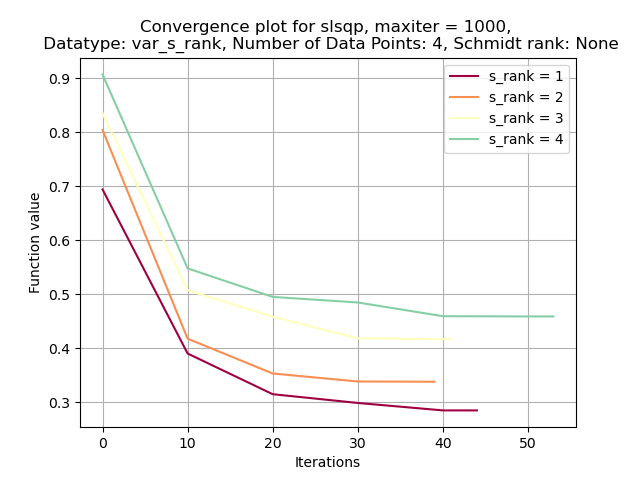 Convergence plot for slsqp, maxiter = 1000,
Datatype: var_s_rank, Number of Data Points: 4, Schmidt rank: None
s_rank = 1
s_rank = 2
s_rank = 3
s_rank = 4
Function value
0.9
0.8
0.7
0.6
0.5
0.4
0.3
0 10 20 30 40 50
Iterations